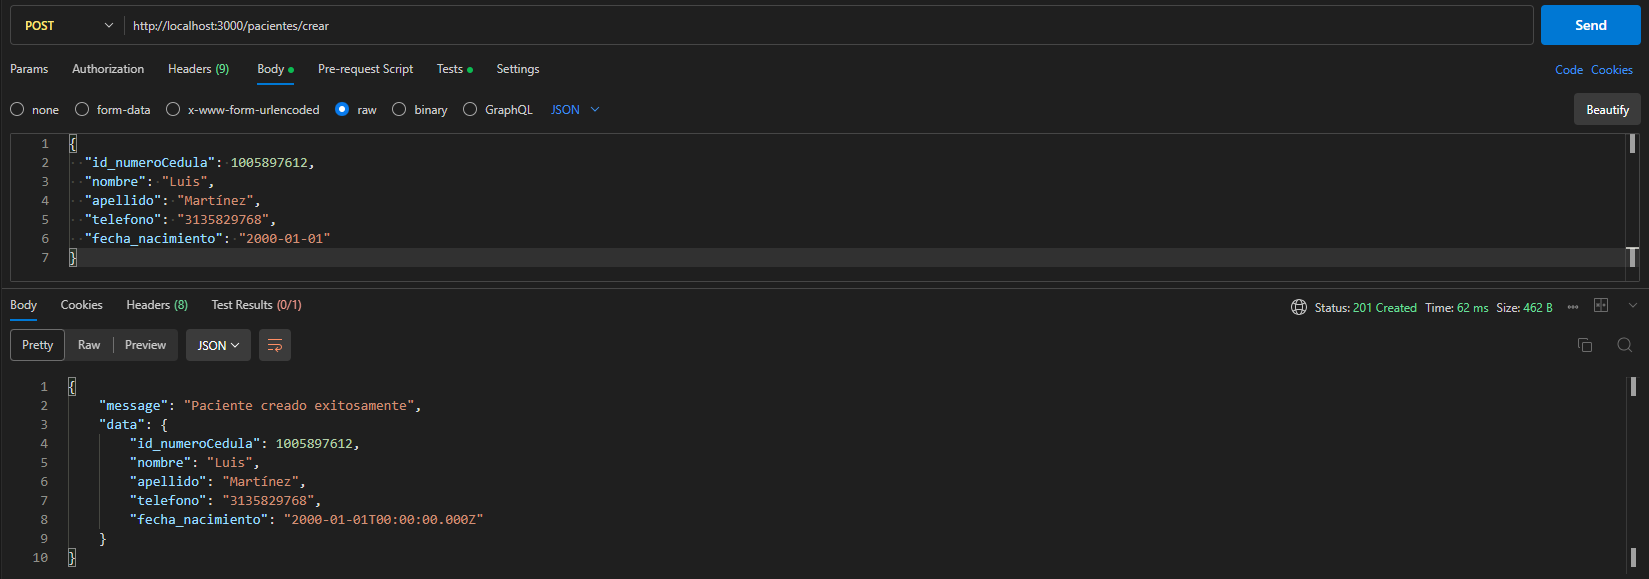 POST http://localhost:3000/pacientes/crear Send
Params Authorization Headers (9) Body Pre-request Script Tests Settings Code Cookies
none form-data x-www-form-urlencoded raw binary GraphQL JSON Beautify
1 {
2 "id_numeroCedula": 1005897612,
3 "nombre": "Luis",
4 "apellido": "Martínez",
5 "telefono": "3135829768",
6 "fecha_nacimiento": "2000-01-01"
7 }
Body Cookies Headers (8) Test Results (0/1) Status: 201 Created Time: 62 ms Size: 462 B
Pretty Raw Preview JSON
1 {
2 "message": "Paciente creado exitosamente",
3 "data": {
4 "id_numeroCedula": 1005897612,
5 "nombre": "Luis",
6 "apellido": "Martínez",
7 "telefono": "3135829768",
8 "fecha_nacimiento": "2000-01-01T00:00:00.000Z"
9 }
10 }